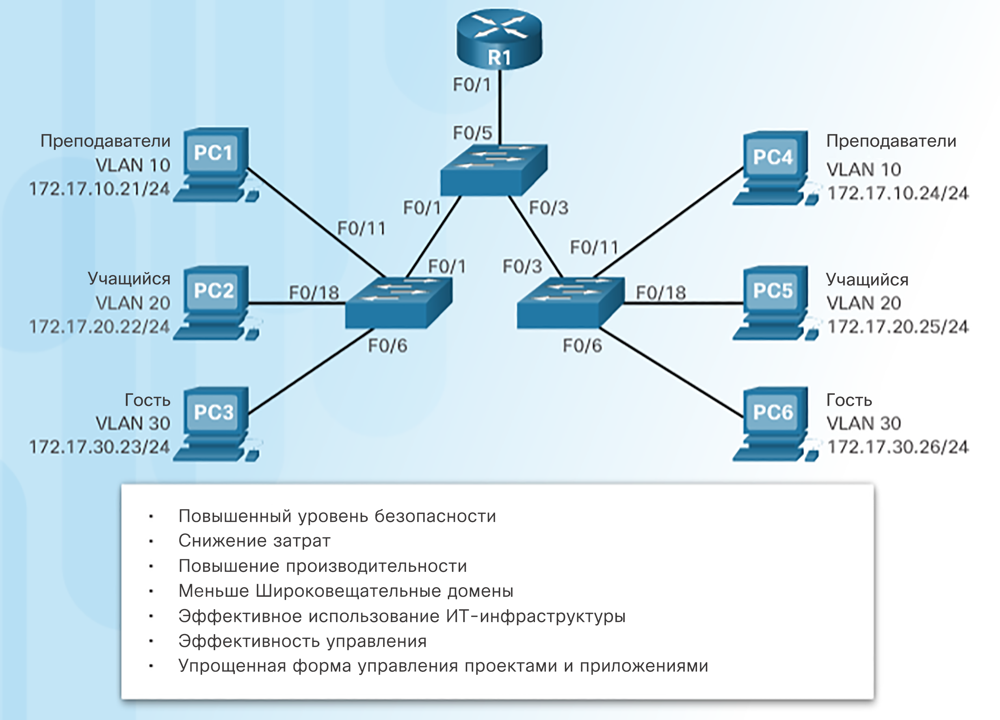 R1
F0/1
F0/5
Преподаватели
VLAN 10
172.17.10.21/24
PC1
PC4
Преподаватели
VLAN 10
172.17.10.24/24
F0/1
F0/3
F0/11
F0/11
F0/1
F0/3
Учащийся
VLAN 20
172.17.20.22/24
PC2
F0/18
F0/18
PC5
Учащийся
VLAN 20
172.17.20.25/24
F0/6
F0/6
Гость
VLAN 30
172.17.30.23/24
PC3
PC6
Гость
VLAN 30
172.17.30.26/24
• Повышенный уровень безопасности
• Снижение затрат
• Повышение производительности
• Меньше Широковещательные домены
• Эффективное использование ИТ-инфраструктуры
• Эффективность управления
• Упрощенная форма управления проектами и приложениями